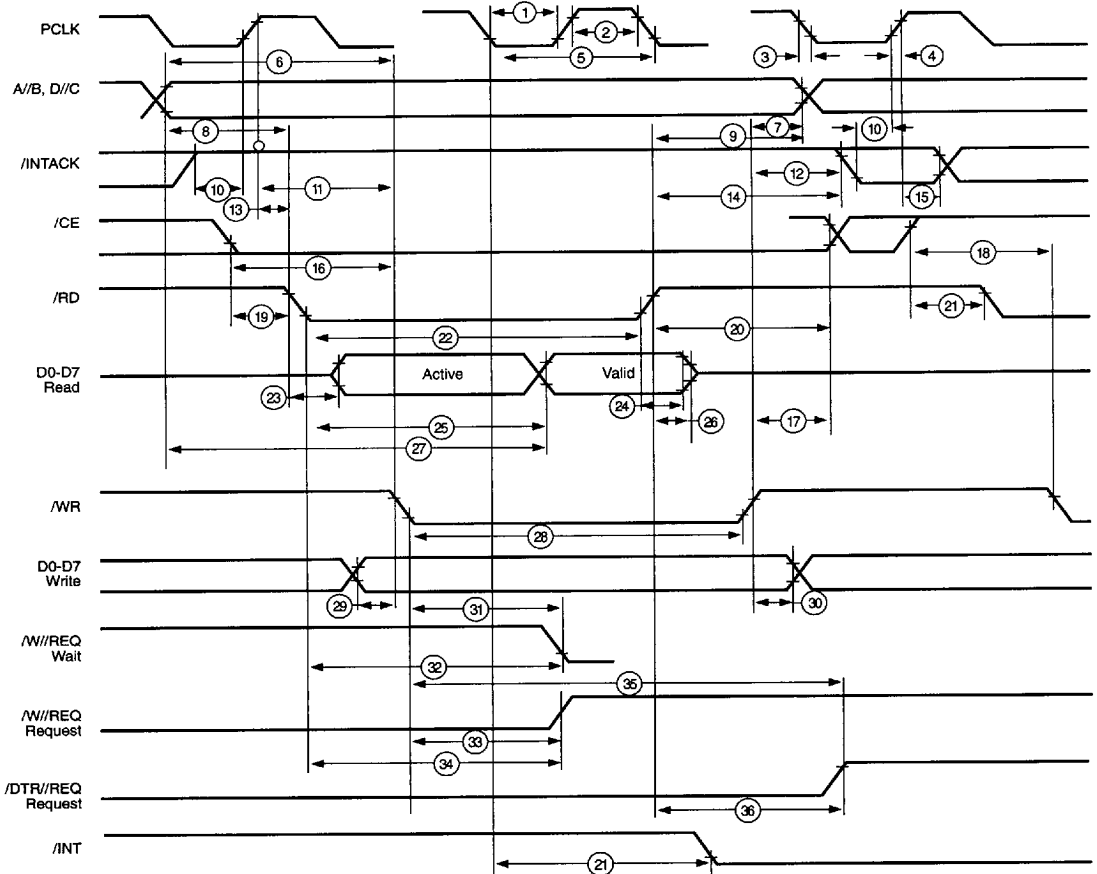 PCLK
1
2
3
4
5
6
A//B, D//C
7
8
9
10
/INTACK
10
11
12
13
14
15
/CE
16
18
/RD
19
20
21
22
D0-D7
Read
Active
Valid
23
24
25
26
17
27
/WR
28
D0-D7
Write
29
30
31
/W//REQ
Wait
32
35
/W//REQ
Request
33
34
/DTR//REQ
Request
36
/INT
21